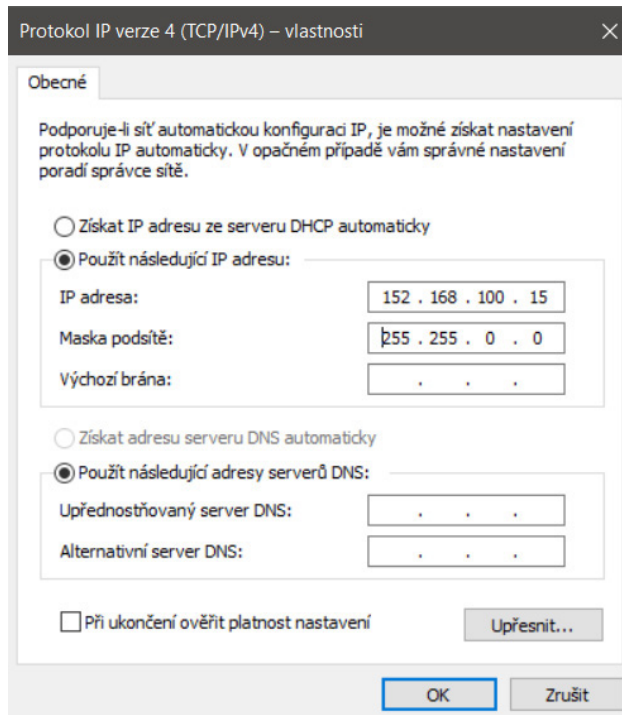 Protokol IP verze 4 (TCP/IPv4) – vlastnosti
Obecné
Podporuje-li síť automatickou konfiguraci IP, je možné získat nastavení
protokolu IP automaticky. V opačném případě vám správné nastavení
poradí správce sítě.
Získat IP adresu ze serveru DHCP automaticky
Použít následující IP adresu:
IP adresa: 152 . 168 . 100 . 15
Maska podsítě: 255 . 255 . 0 . 0
Výchozí brána: . . .
Získat adresu serveru DNS automaticky
Použít následující adresy serverů DNS:
Upřednostňovaný server DNS: . . .
Alternativní server DNS: . . .
Při ukončení ověřit platnost nastavení
Upřesnit...
OK Zrušit